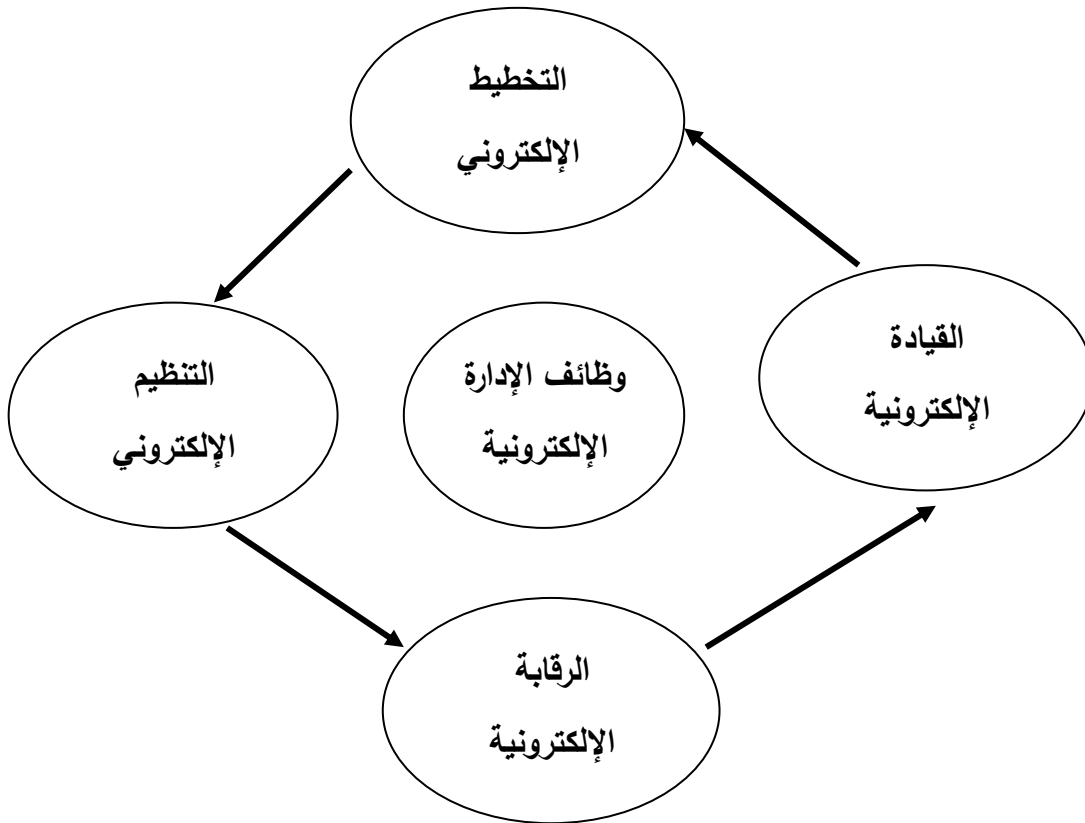 التخطيط
الإلكتروني
القيادة
الإلكترونية
وظائف الإدارة
الإلكترونية
التنظيم
الإلكتروني
الرقابة
الإلكترونية